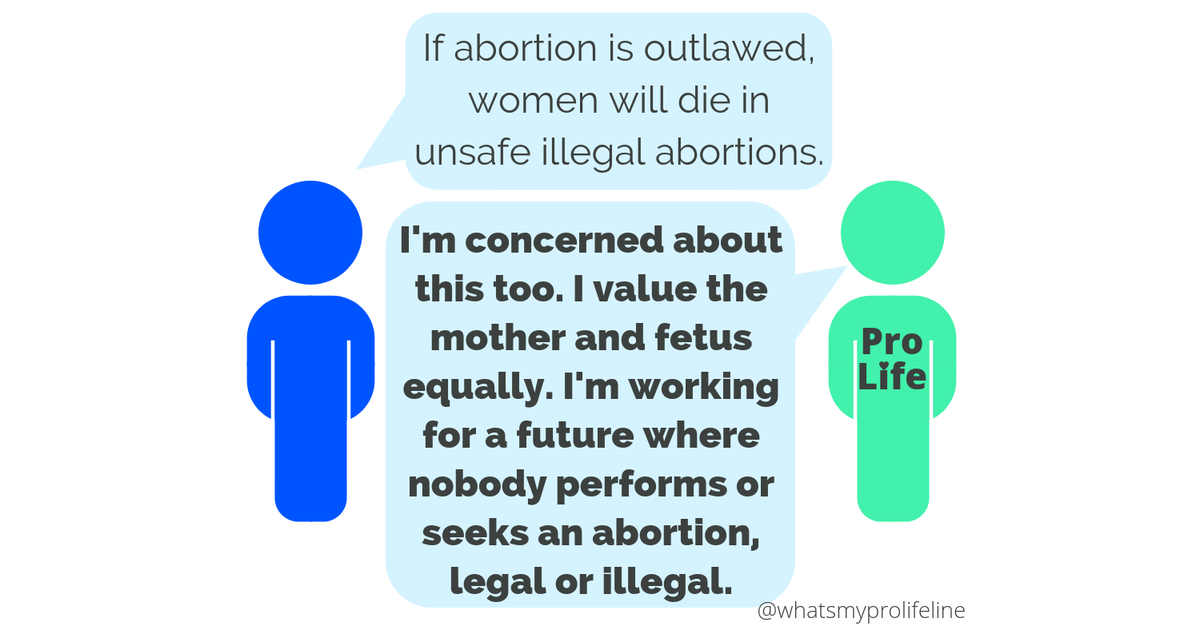 If abortion is outlawed,
women will die in
unsafe illegal abortions.
I'm concerned about
this too. I value the
mother and fetus
equally. I'm working
for a future where
nobody performs or
seeks an abortion,
legal or illegal.
Pro
Life
@whatsmyprolifeline